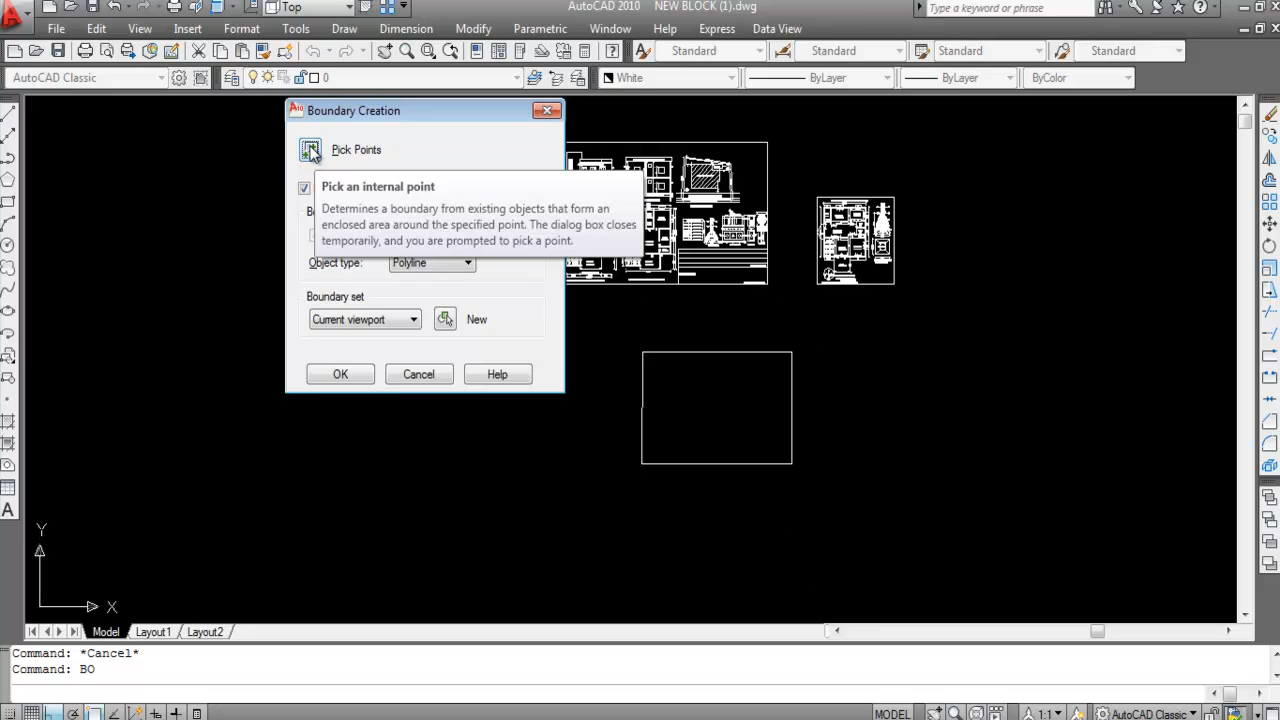 Top
AutoCAD 2010 NEW BLOCK (1).dwg
Type a keyword or phrase
File Edit View Insert Format Tools Draw Dimension Modify Parametric Window Help Express Data View
Standard Standard Standard Standard
AutoCAD Classic 0 White ByLayer ByLayer ByColor
Boundary Creation
Pick Points
Pick an internal point
Determines a boundary from existing objects that form an
enclosed area around the specified point. The dialog box closes
temporarily, and you are prompted to pick a point.
Object type: Polyline
Boundary set
Current viewport New
OK Cancel Help
Y
X
Model Layout1 Layout2
Command: *Cancel*
Command: BO
MODEL 1:1 AutoCAD Classic